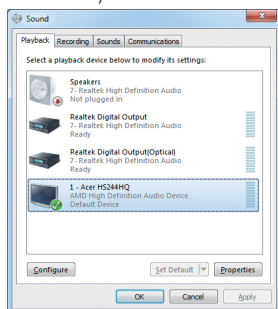 Sound
Playback Recording Sounds Communications
Select a playback device below to modify its settings:
Speakers
7- Realtek High Definition Audio
Not plugged in
Realtek Digital Output
7- Realtek High Definition Audio
Ready
Realtek Digital Output(Optical)
7- Realtek High Definition Audio
Ready
1 - Acer HS244HQ
AMD High Definition Audio Device
Default Device
Configure Set Default Properties
OK Cancel Apply